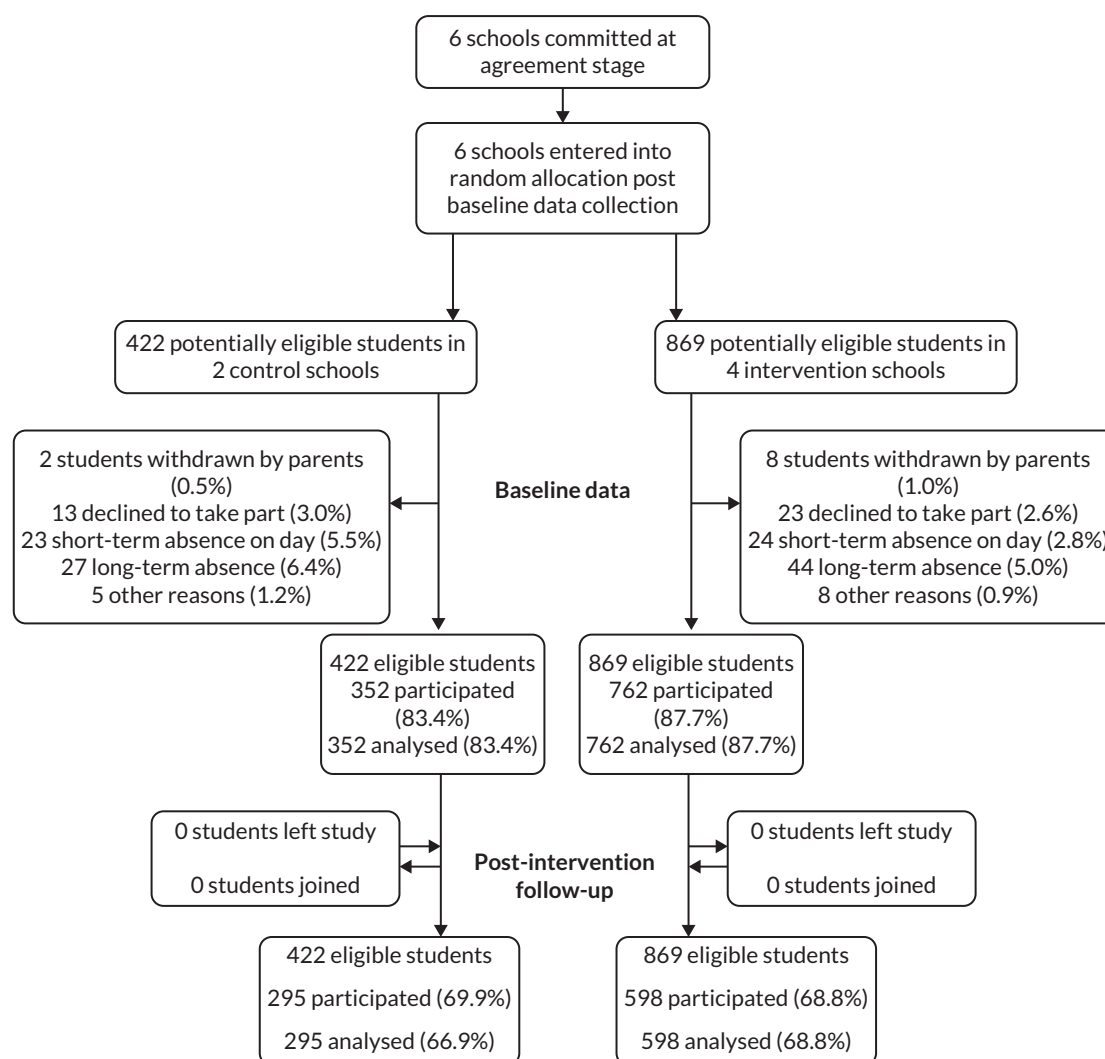 6 schools committed at
agreement stage
6 schools entered into
random allocation post
baseline data collection
422 potentially eligible students in
2 control schools
869 potentially eligible students in
4 intervention schools
2 students withdrawn by parents
(0.5%)
13 declined to take part (3.0%)
23 short-term absence on day (5.5%)
27 long-term absence (6.4%)
5 other reasons (1.2%)
Baseline data
8 students withdrawn by parents
(1.0%)
23 declined to take part (2.6%)
24 short-term absence on day (2.8%)
44 long-term absence (5.0%)
8 other reasons (0.9%)
422 eligible students
352 participated
(83.4%)
352 analysed (83.4%)
869 eligible students
762 participated
(87.7%)
762 analysed (87.7%)
0 students left study
0 students joined
Post-intervention
follow-up
0 students left study
0 students joined
422 eligible students
295 participated (69.9%)
295 analysed (66.9%)
869 eligible students
598 participated (68.8%)
598 analysed (68.8%)